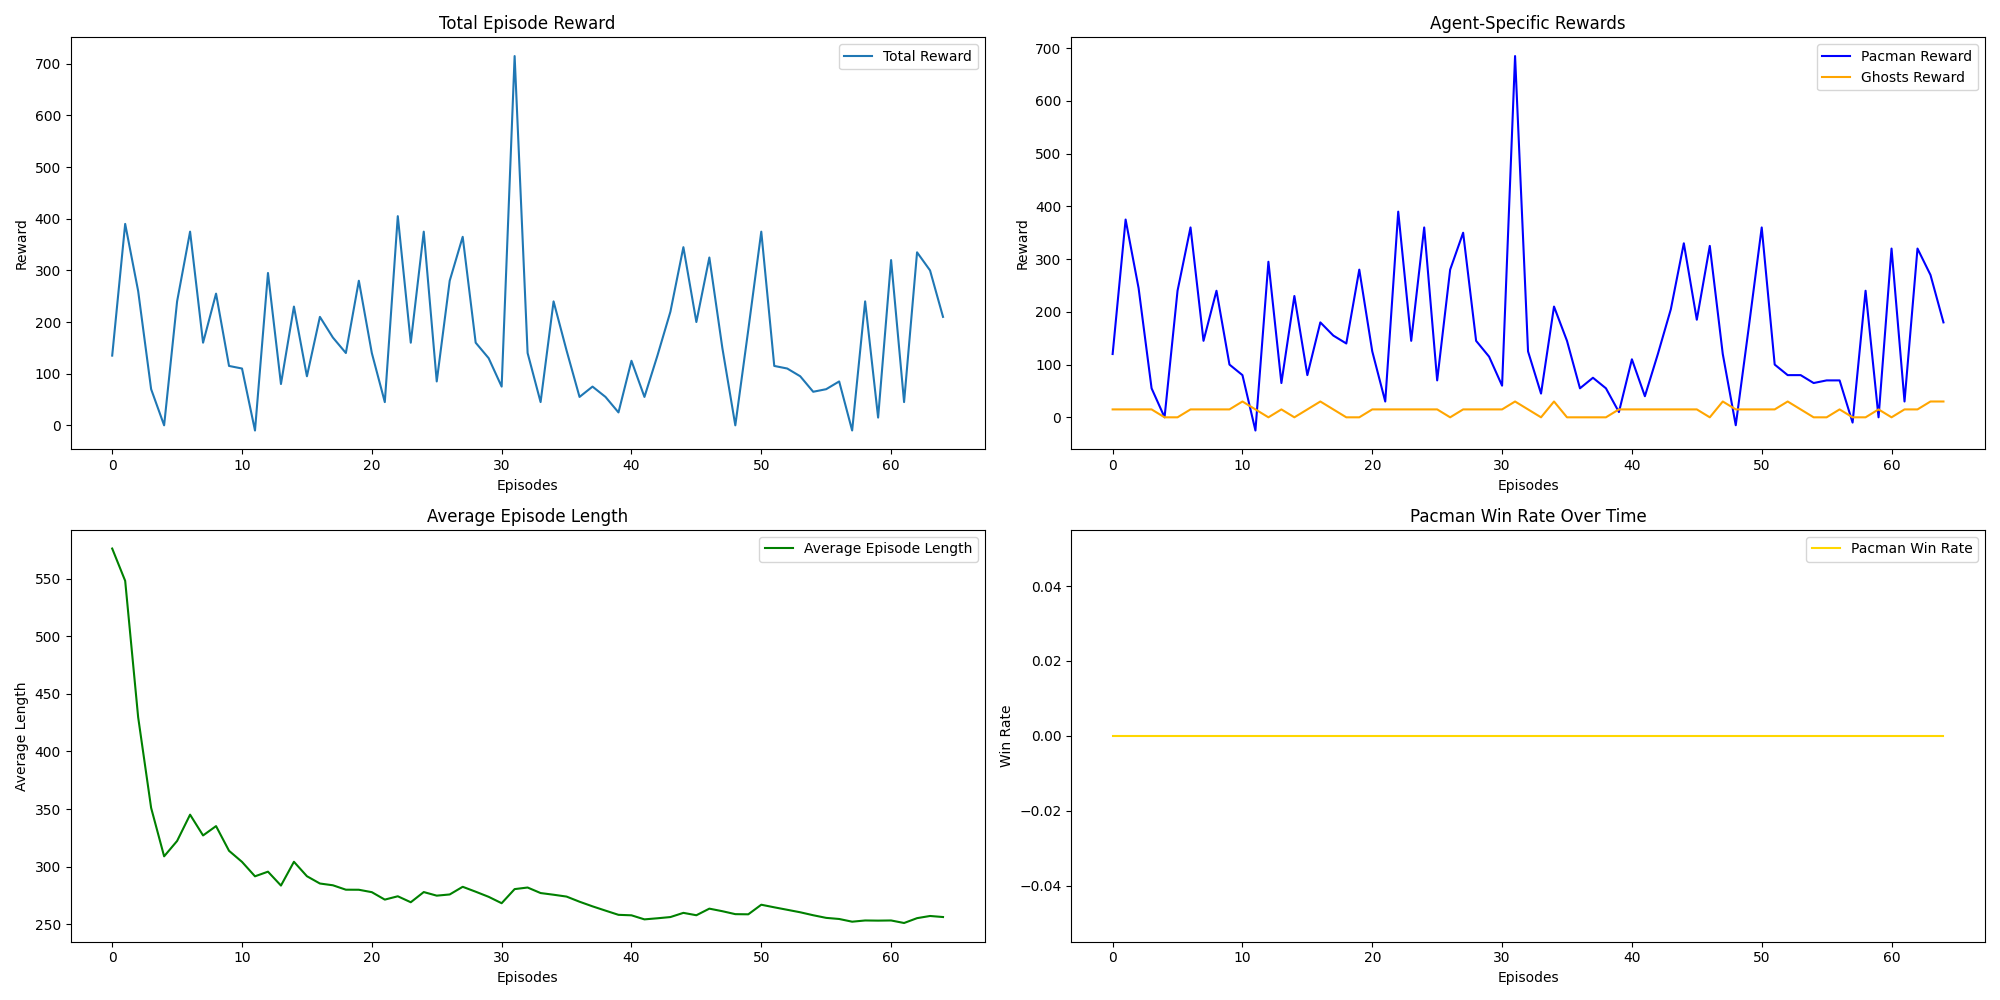 Total Episode Reward
Total Reward
Reward
700
600
500
400
300
200
100
0
0 10 20 30 40 50 60
Episodes
Agent-Specific Rewards
Pacman Reward
Ghosts Reward
Reward
700
600
500
400
300
200
100
0
0 10 20 30 40 50 60
Episodes
Average Episode Length
Average Episode Length
Average Length
550
500
450
400
350
300
250
0 10 20 30 40 50 60
Episodes
Pacman Win Rate Over Time
Pacman Win Rate
Win Rate
0.04
0.02
0.00
−0.02
−0.04
0 10 20 30 40 50 60
Episodes